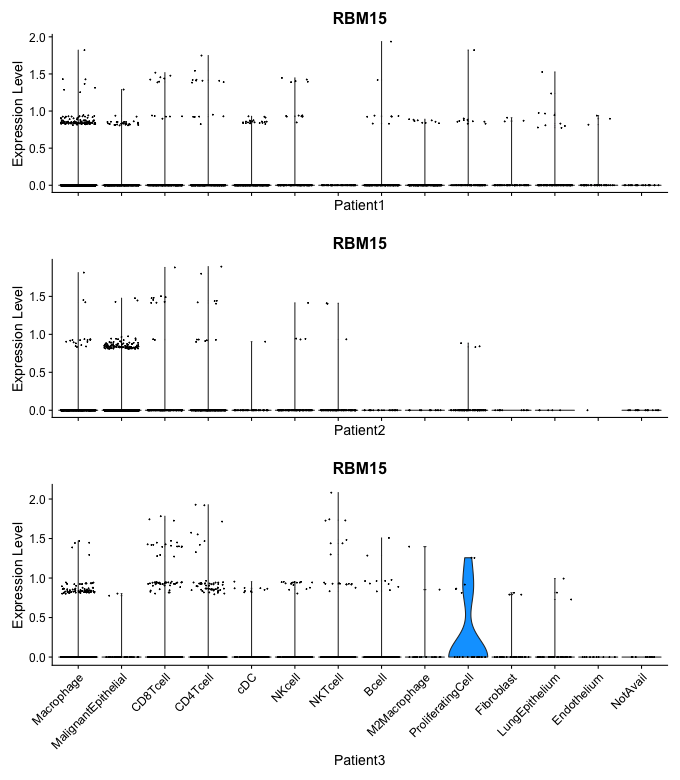 RBM15
Expression Level
2.0
1.5
1.0
0.5
0.0
Patient1
RBM15
Expression Level
1.5
1.0
0.5
0.0
Patient2
RBM15
Expression Level
2.0
1.5
1.0
0.5
0.0
Macrophage
MalignantEpithelial
CD8Tcell
CD4Tcell
cDC
NKcell
NKTcell
Bcell
M2Macrophage
ProliferatingCell
Fibroblast
LungEpithelium
Endothelium
NotAvail
Patient3